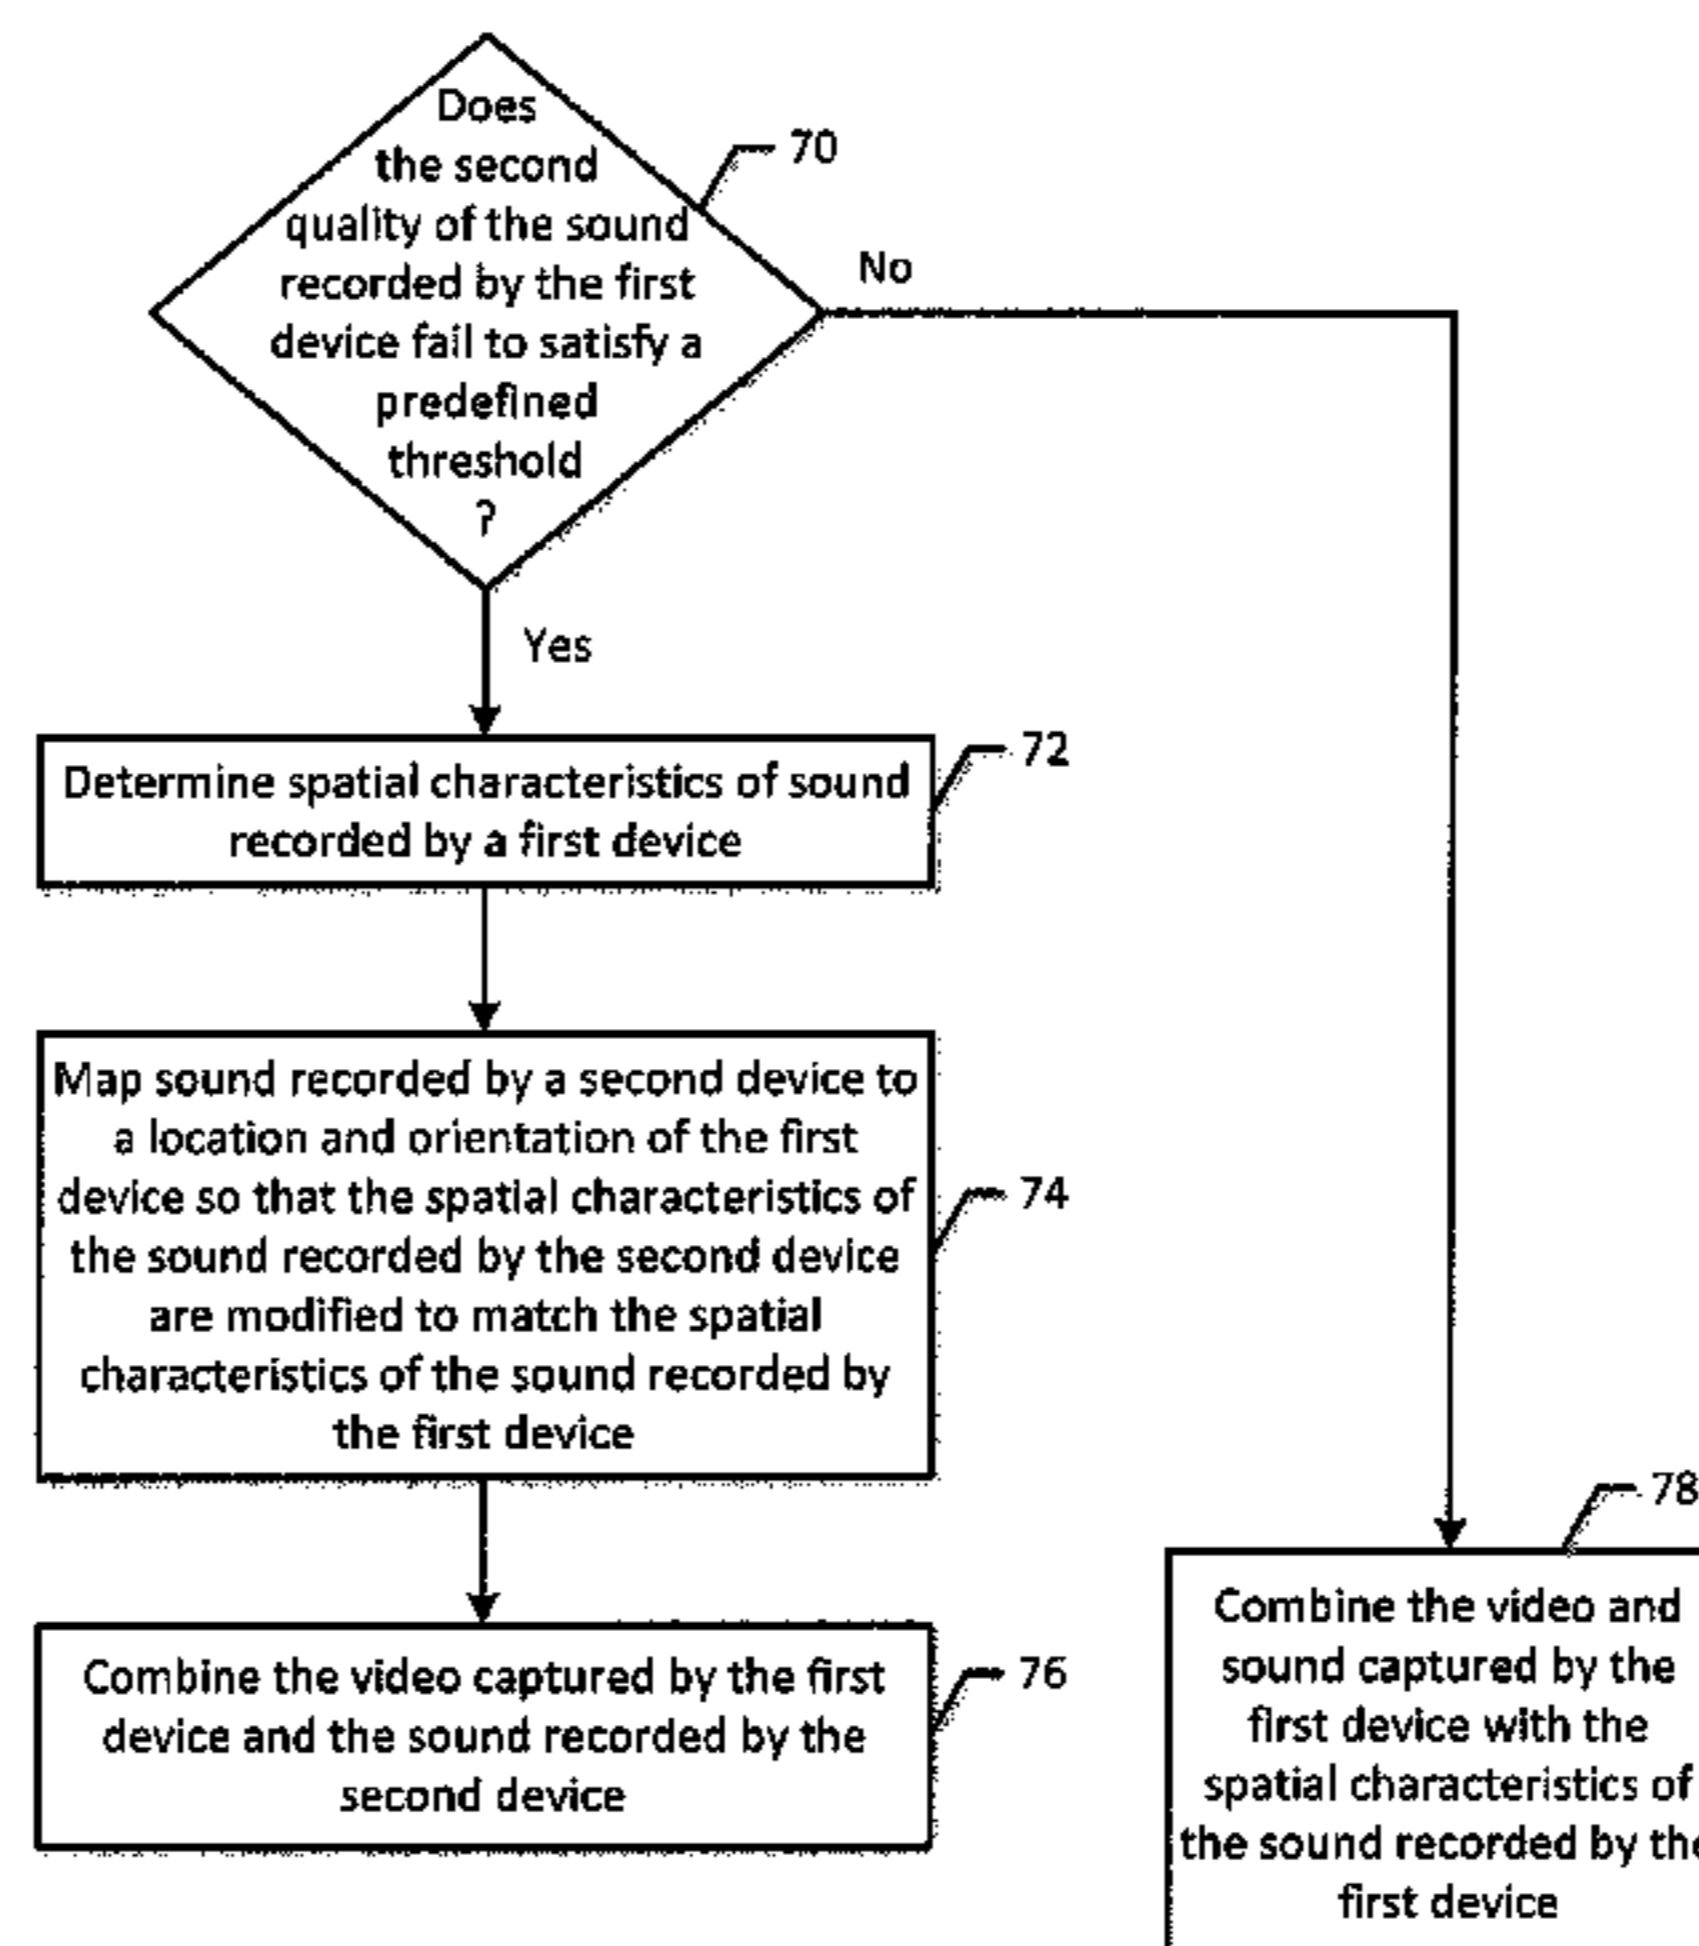 Does
the second
quality of the sound
recorded by the first
device fail to satisfy a
predefined
threshold
?
70
No
Yes
Determine spatial characteristics of sound
recorded by a first device
72
Map sound recorded by a second device to
a location and orientation of the first
device so that the spatial characteristics of
the sound recorded by the second device
are modified to match the spatial
characteristics of the sound recorded by
the first device
74
Combine the video captured by the first
device and the sound recorded by the
second device
76
78
Combine the video and
sound captured by the
first device with the
spatial characteristics of
the sound recorded by the
first device